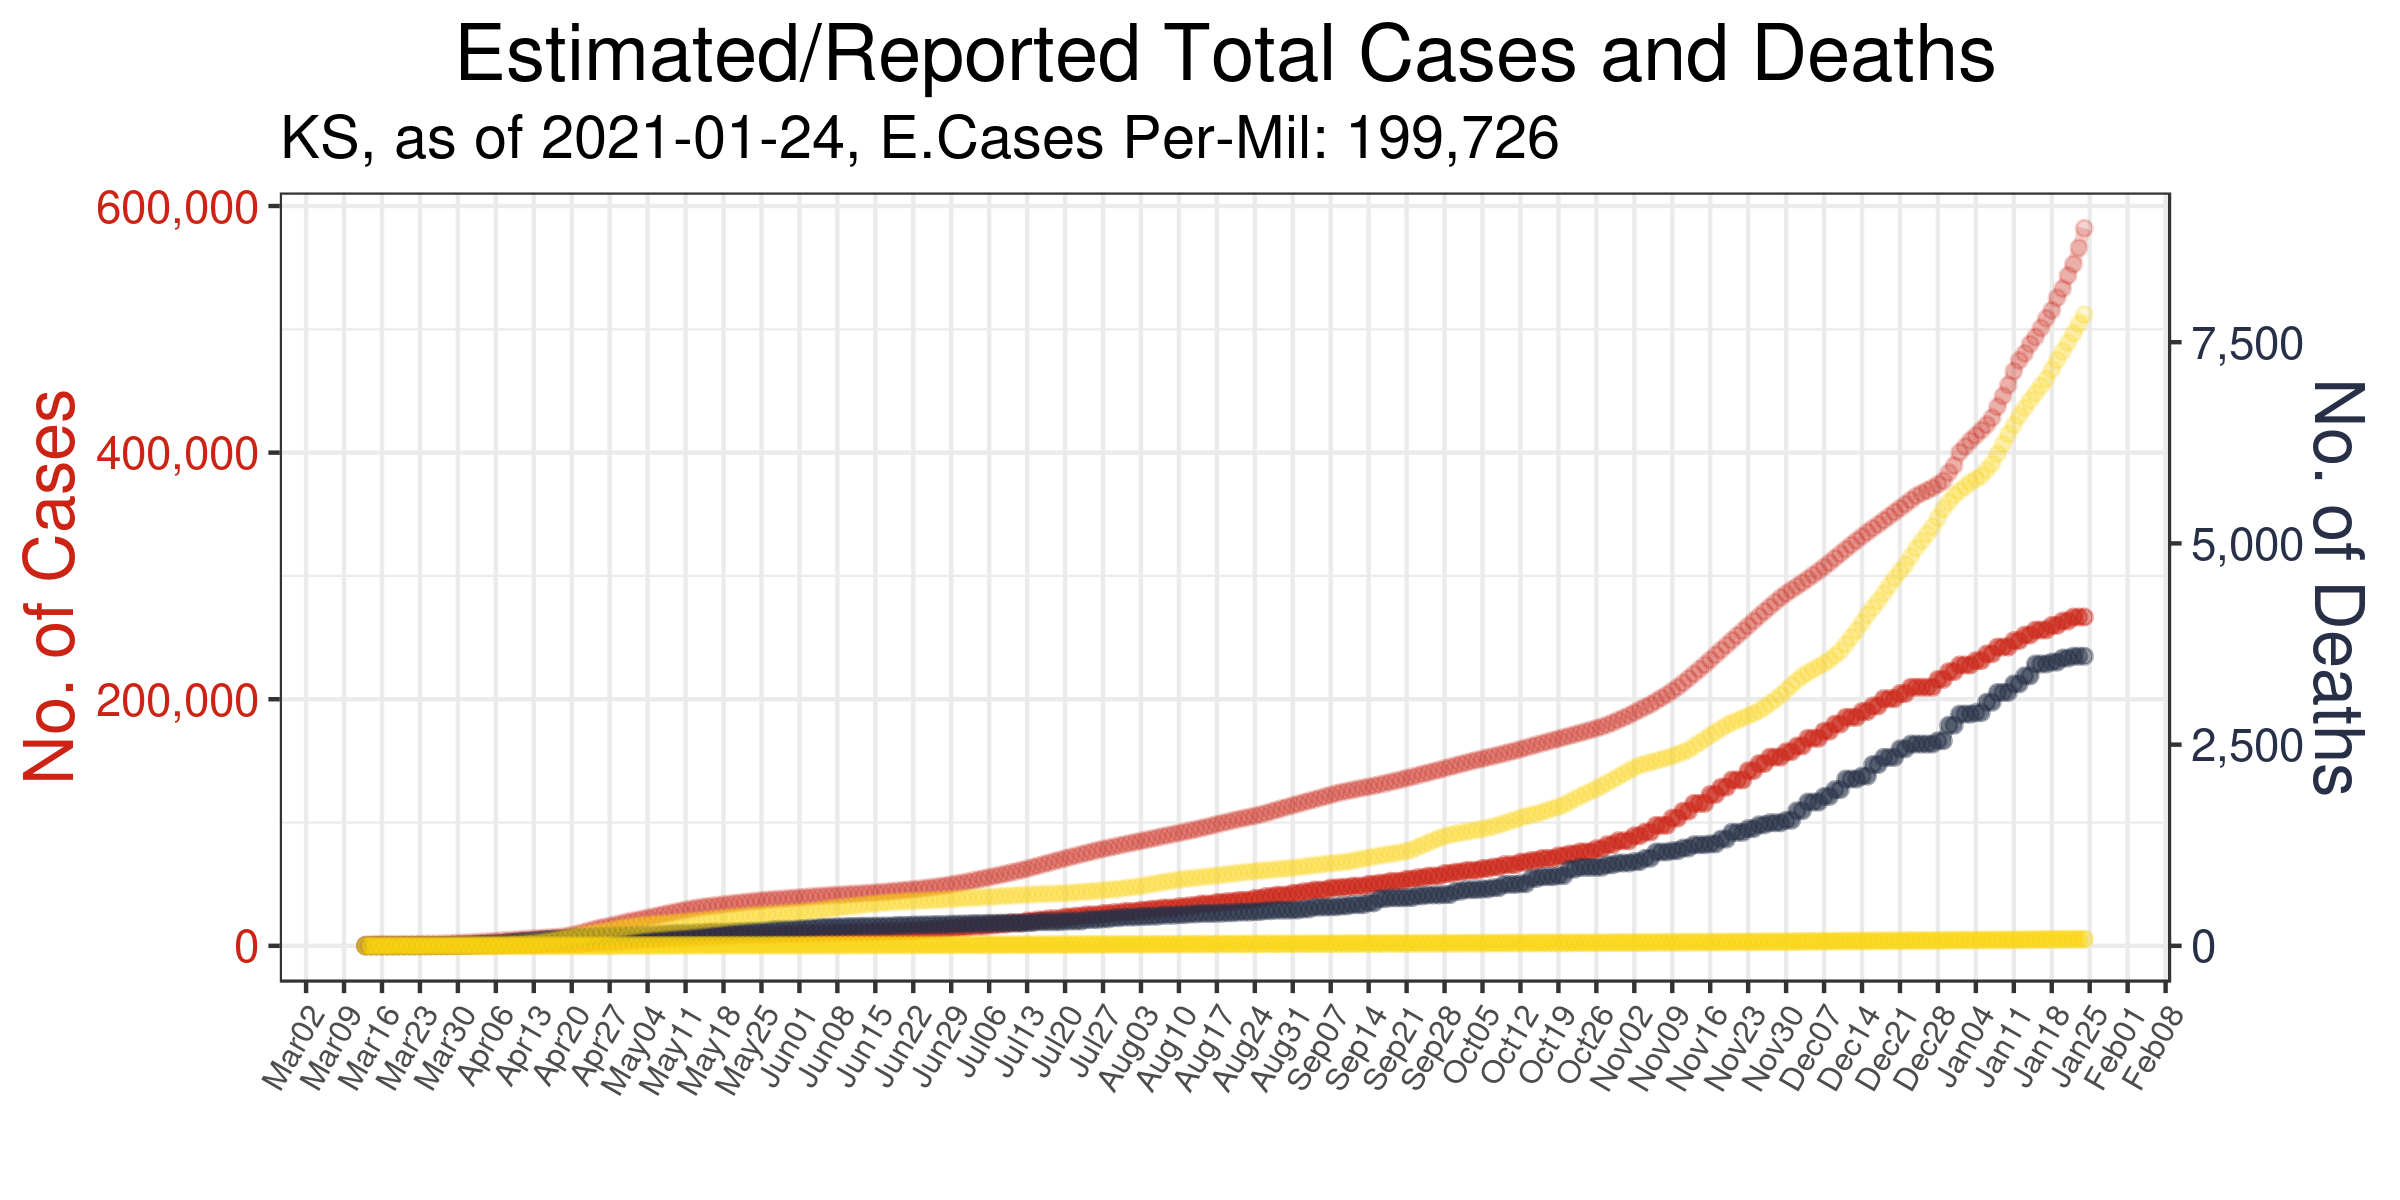 Estimated/Reported Total Cases and Deaths
KS, as of 2021-01-24, E.Cases Per-Mil: 199,726
No. of Cases
600,000
400,000
200,000
0
7,500
5,000
2,500
0
No. of Deaths
Mar02
Mar09
Mar16
Mar23
Mar30
Apr06
Apr13
Apr20
Apr27
May04
May11
May18
May25
Jun01
Jun08
Jun15
Jun22
Jun29
Jul06
Jul13
Jul20
Jul27
Aug03
Aug10
Aug17
Aug24
Aug31
Sep07
Sep14
Sep21
Sep28
Oct05
Oct12
Oct19
Oct26
Nov02
Nov09
Nov16
Nov23
Nov30
Dec07
Dec14
Dec21
Dec28
Jan04
Jan11
Jan18
Jan25
Feb01
Feb08